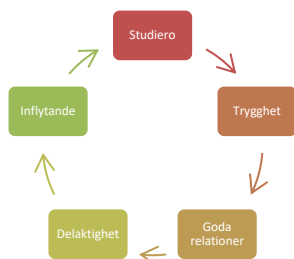 Studiero
Trygghet
Goda
relationer
Delaktighet
Inflytande